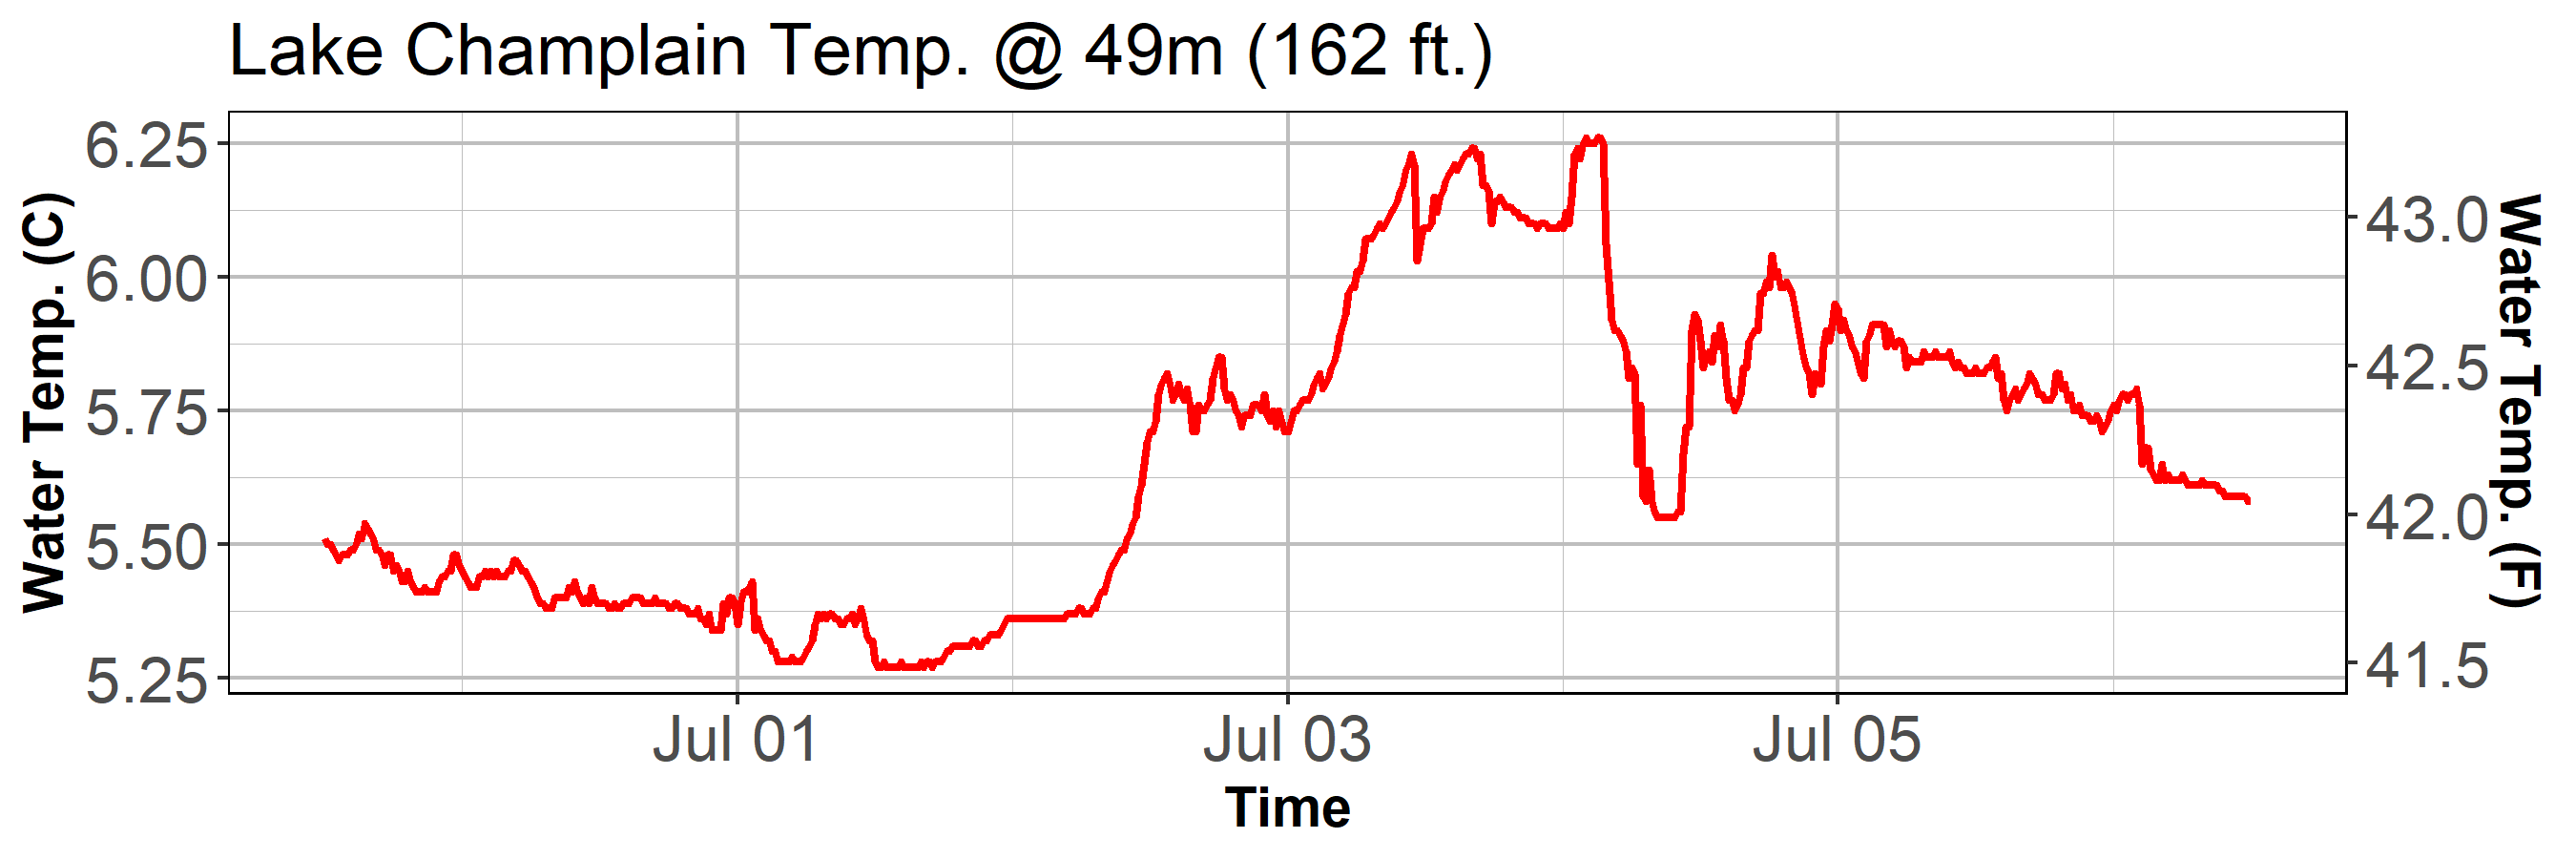 Lake Champlain Temp. @ 49m (162 ft.)
Water Temp. (C)
6.25
6.00
5.75
5.50
5.25
43.0
42.5
42.0
41.5
Water Temp. (F)
Jul 01
Jul 03
Jul 05
Time